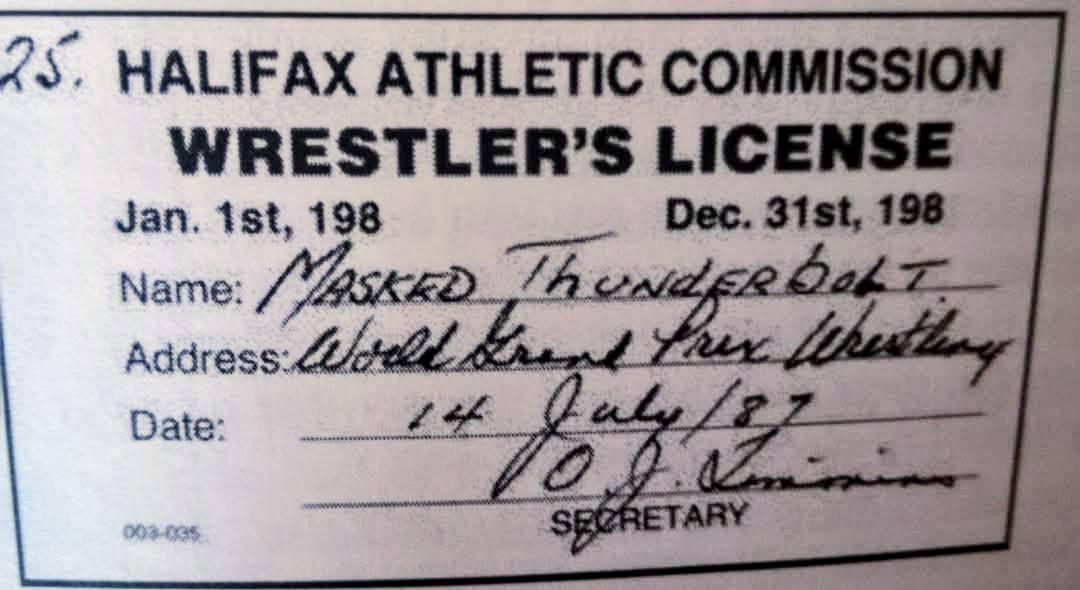 25. HALIFAX ATHLETIC COMMISSION
WRESTLER'S LICENSE
Jan. 1st, 198 Dec. 31st, 198
Name: MASKED ThUNdERbOLT
Address: World Grand Prix Wrestling
Date: 14 July/87
J.
SECRETARY
003-035